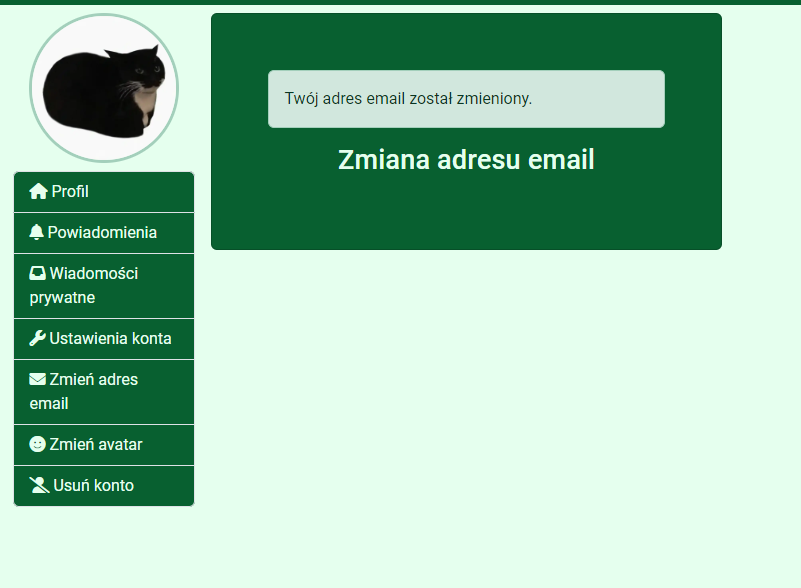 Twój adres email został zmieniony.
Zmiana adresu email
Profil
Powiadomienia
Wiadomości
prywatne
Ustawienia konta
Zmień adres
email
Zmień avatar
Usuń konto